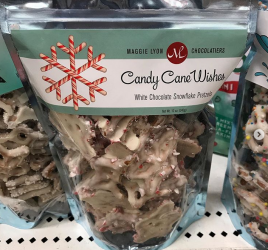 MAGGIE LYON CHOCOLATIERS
ML
Candy Cane Wishes
White Chocolate Snowflake Pretzels